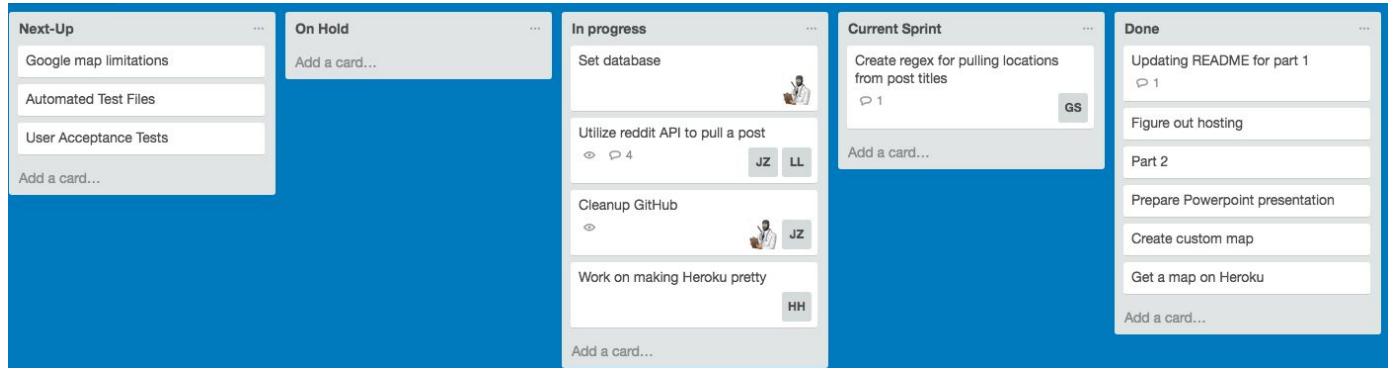 Next-Up
Google map limitations
Automated Test Files
User Acceptance Tests
Add a card...
On Hold
Add a card...
In progress
Set database
Utilize reddit API to pull a post
4
JZ LL
Cleanup GitHub
JZ
Work on making Heroku pretty
HH
Add a card...
Current Sprint
Create regex for pulling locations
from post titles
1
GS
Add a card...
Done
Updating README for part 1
1
Figure out hosting
Part 2
Prepare Powerpoint presentation
Create custom map
Get a map on Heroku
Add a card...